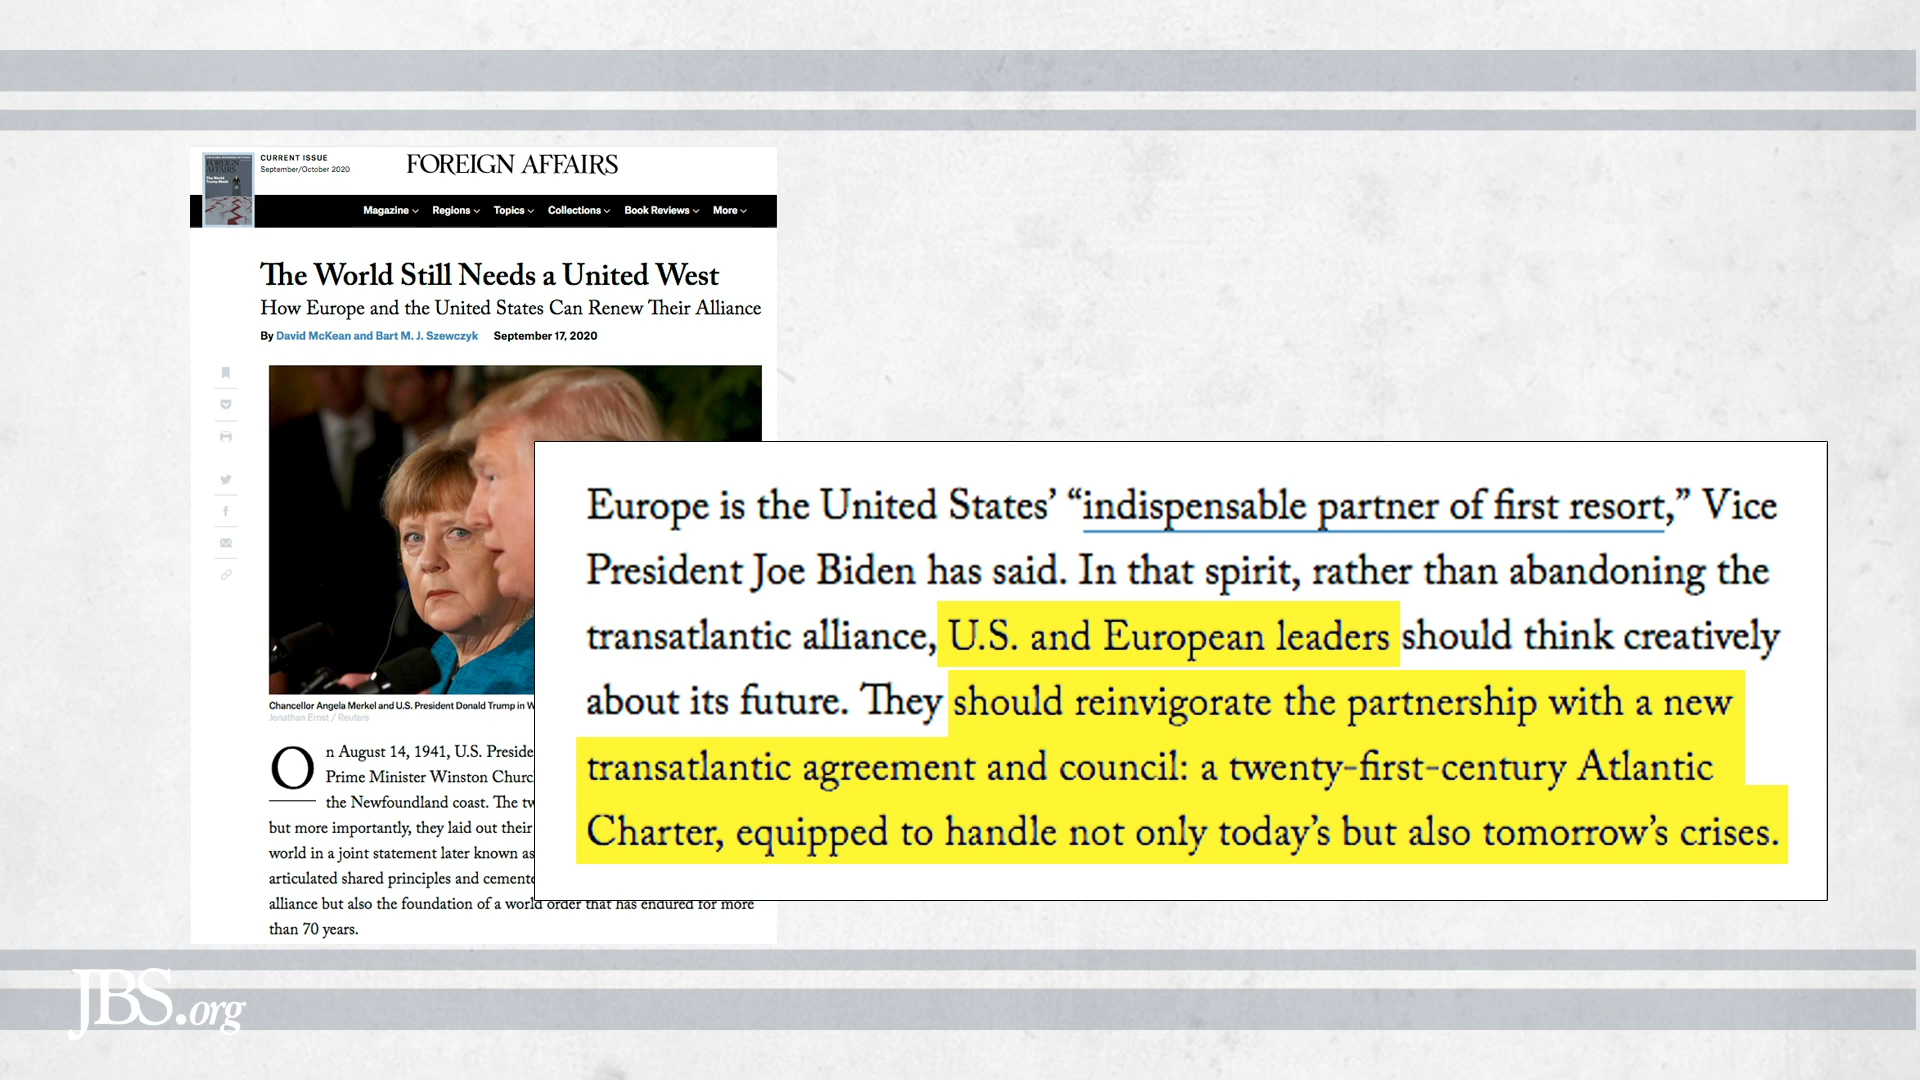 CURRENT ISSUE
September/October 2020
FOREIGN AFFAIRS
Magazine Regions Topics Collections Book Reviews More
The World Still Needs a United West
How Europe and the United States Can Renew Their Alliance
By David McKean and Bart M. J. Szewczyk September 17, 2020
Chancellor Angela Merkel and U.S. President Donald Trump in
Jonathan Ernst / Reuters
On August 14, 1941, U.S.
Prime Minister Winston
the Newfoundland coast. The
but more importantly, they laid out their
world in a joint statement later known as
articulated shared principles and
alliance but also the foundation of a world order that has endured for more
than 70 years.
Europe is the United States’ “indispensable partner of first resort,” Vice
President Joe Biden has said. In that spirit, rather than abandoning the
transatlantic alliance, U.S. and European leaders should think creatively
about its future. They should reinvigorate the partnership with a new
transatlantic agreement and council: a twenty-first-century Atlantic
Charter, equipped to handle not only today’s but also tomorrow’s crises.
JBS.org